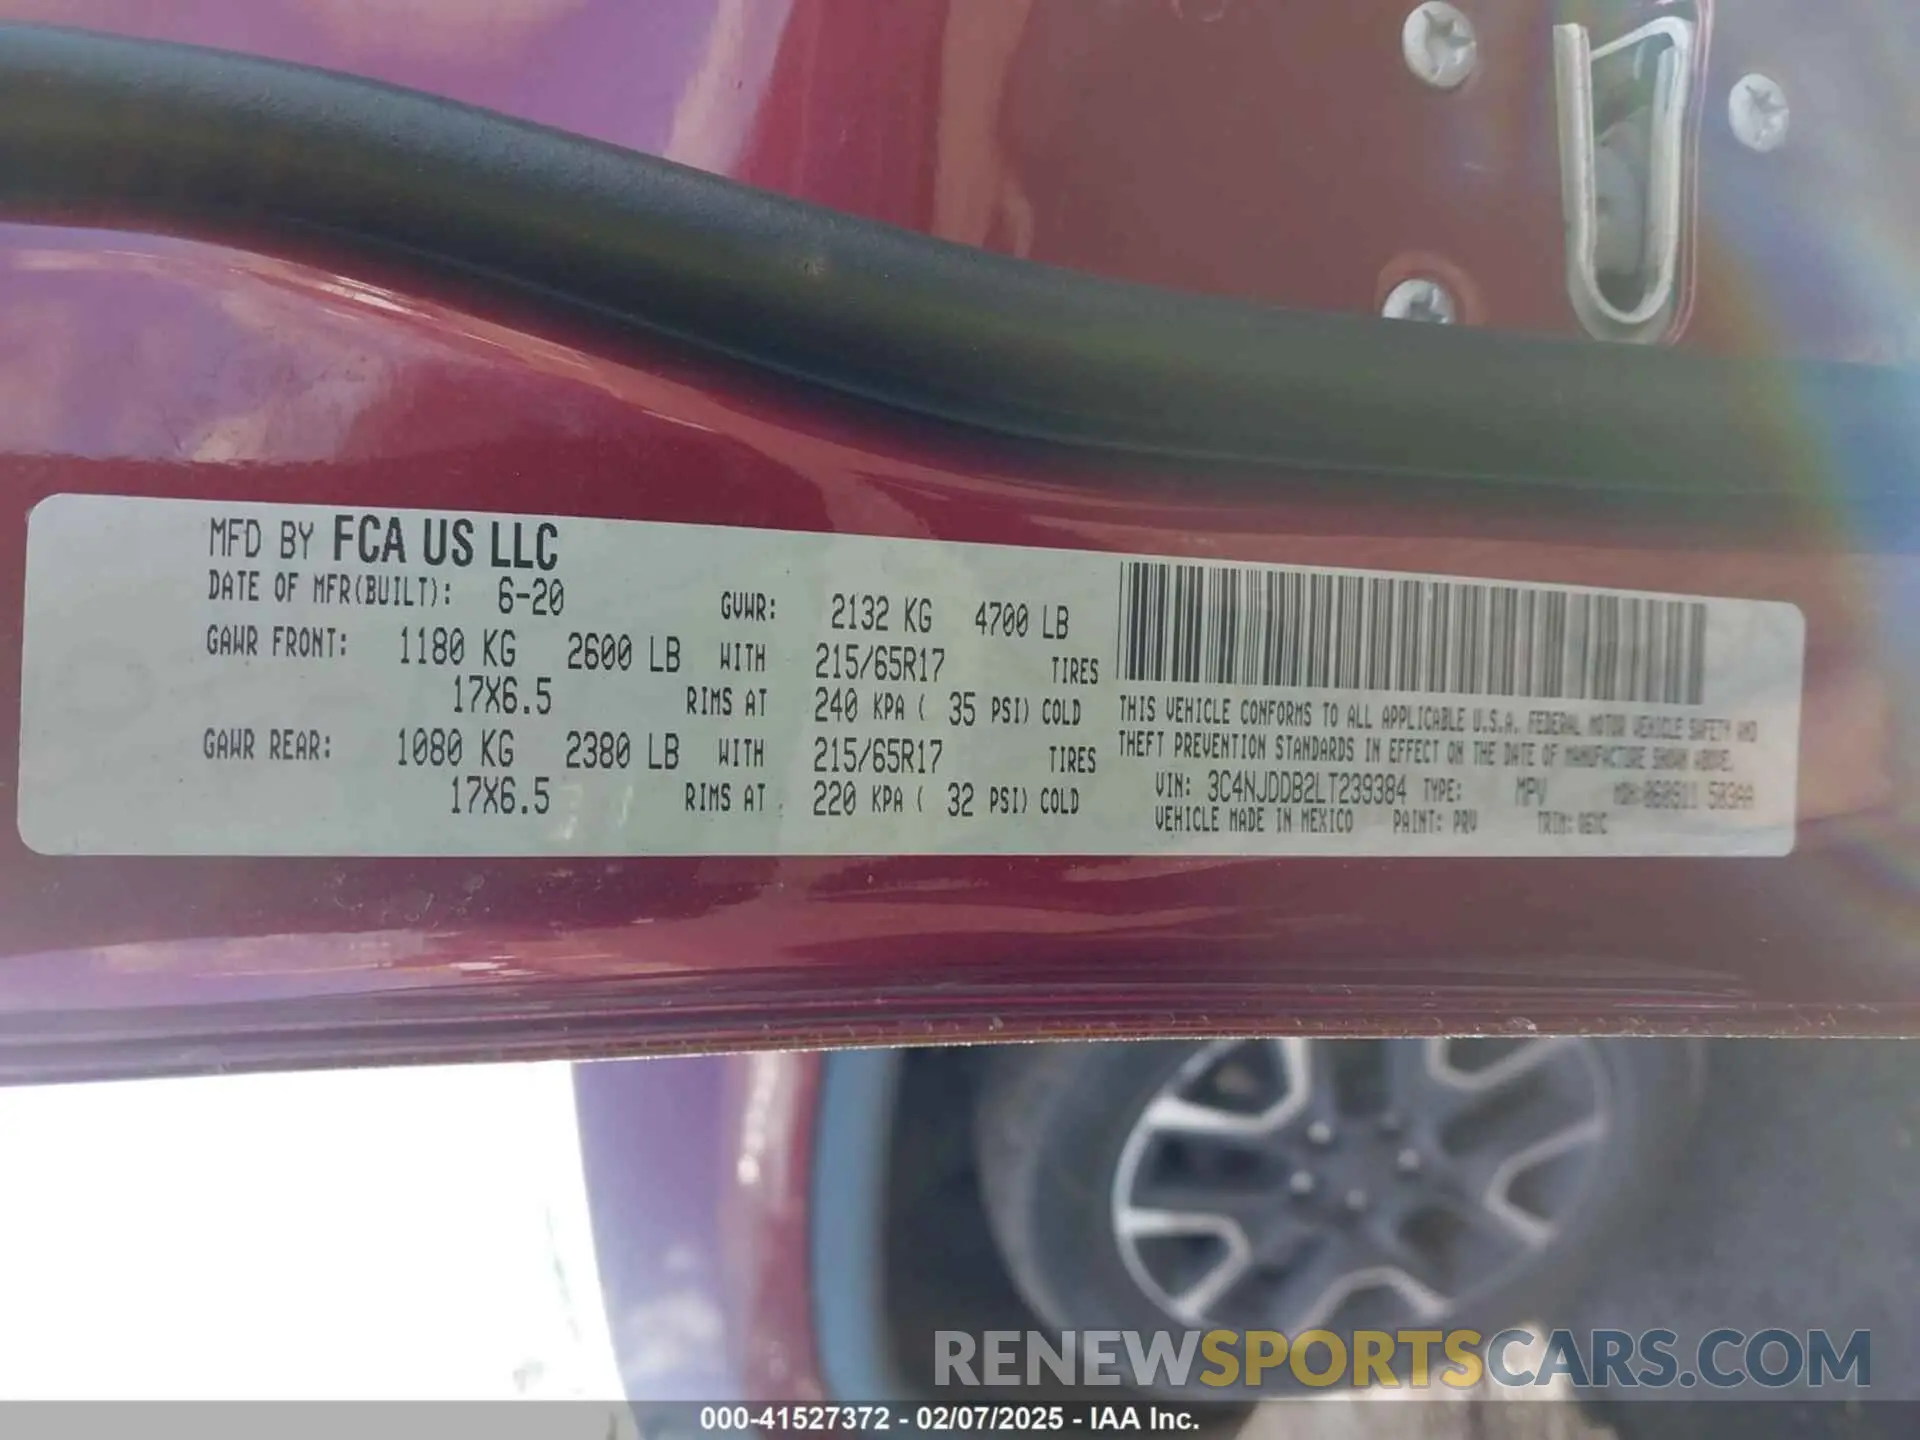 MFD BY FCA US LLC
DATE OF MFR(BUILT): 6-20 GVWR: 2132 KG 4700 LB
GAWR FRONT: 1180 KG 2600 LB WITH 215/65R17 TIRES
17X6.5 RIMS AT 240 KPA ( 35 PSI) COLD
GAWR REAR: 1080 KG 2380 LB WITH 215/65R17 TIRES
17X6.5 RIMS AT 220 KPA ( 32 PSI) COLD
THIS VEHICLE CONFORMS TO ALL APPLICABLE U.S.A. FEDERAL MOTOR VEHICLE SAFETY AND
THEFT PREVENTION STANDARDS IN EFFECT ON THE DATE OF MANUFACTURE SHOWN ABOVE.
VIN: 3C4NJDDB2LT239384 TYPE: MPV
VEHICLE MADE IN MEXICO PAINT: PRV TRIM:
RENEWSPORTSCARS.COM
000-41527372 - 02/07/2025 - IAA Inc.